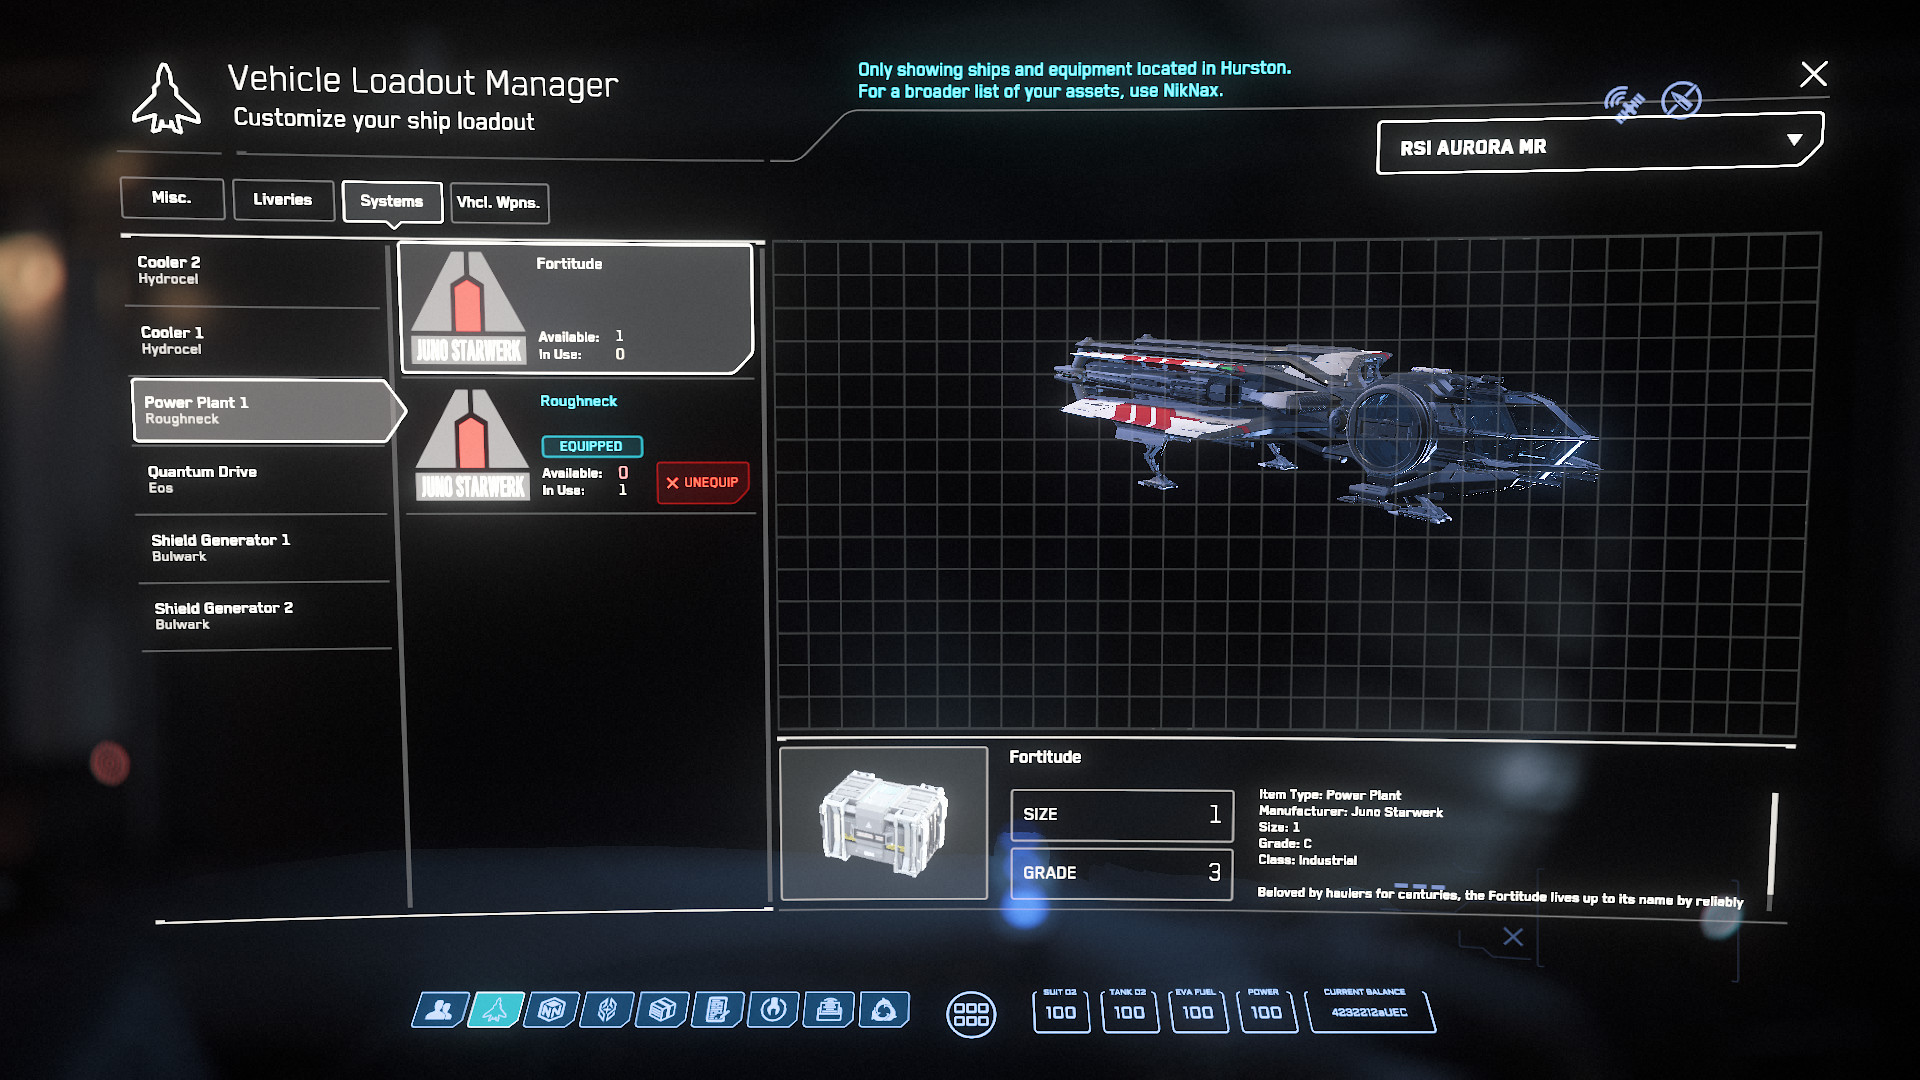 Vehicle Loadout Manager
Customize your ship loadout
Only showing ships and equipment located in Hurston.
For a broader list of your assets, use NikNax.
RSI AURORA MR
Misc.
Liveries
Systems
Vhcl. Wpns.
Cooler 2
Hydrocel
Cooler 1
Hydrocel
Power Plant 1
Roughneck
Quantum Drive
Eos
Shield Generator 1
Bulwark
Shield Generator 2
Bulwark
JUNO STARWERK
Fortitude
Available: 1
In Use: 0
JUNO STARWERK
Roughneck
EQUIPPED
Available: 0
In Use: 1
UNEQUIP
Fortitude
SIZE 1
GRADE 3
Item Type: Power Plant
Manufacturer: Juno Starwerk
Size: 1
Grade: C
Class: Industrial
Beloved by haulers for centuries, the Fortitude lives up to its name by reliably
SUIT O2
100
TANK O2
100
EVA FUEL
100
POWER
100
CURRENT BALANCE
4232212aUEC